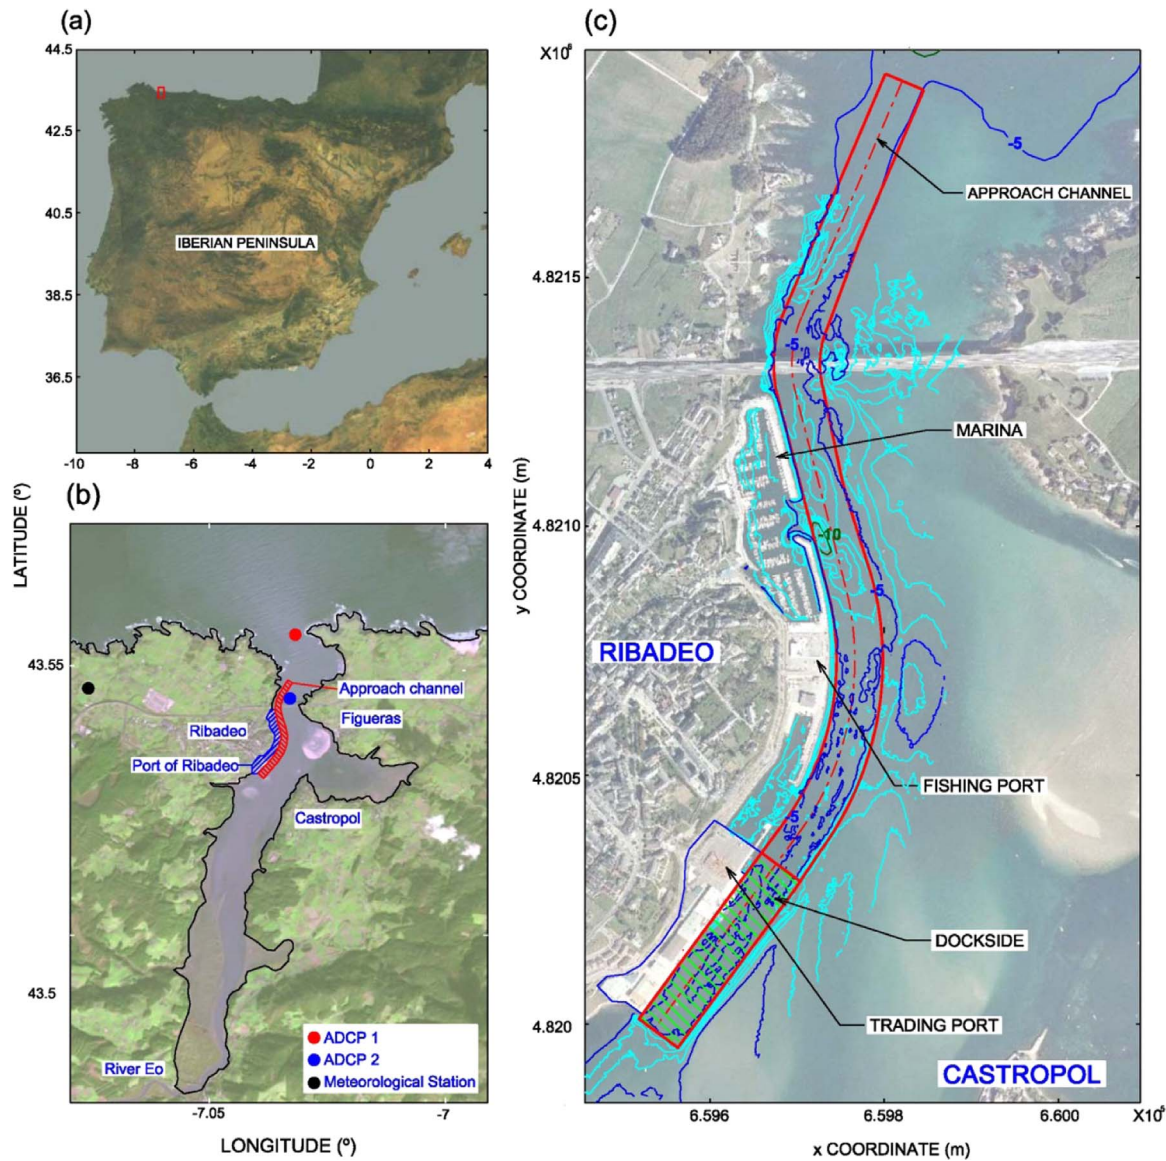 (a)
44.5
42.5
40.5
38.5
36.5
IBERIAN PENINSULA
-10
-8
-6
-4
-2
0
2
4
(b)
LATITUDE (º)
43.55
43.5
Approach channel
Figueras
Ribadeo
Port of Ribadeo
Castropol
River Eo
ADCP 1
ADCP 2
Meteorological Station
-7.05
-7
LONGITUDE (º)
(c)
X10⁶
4.8215
4.8210
4.8205
4.820
y COORDINATE (m)
-5
APPROACH CHANNEL
-5
MARINA
-10
-5
RIBADEO
FISHING PORT
-5
DOCKSIDE
TRADING PORT
CASTROPOL
6.596
6.598
6.600
X10⁵
x COORDINATE (m)